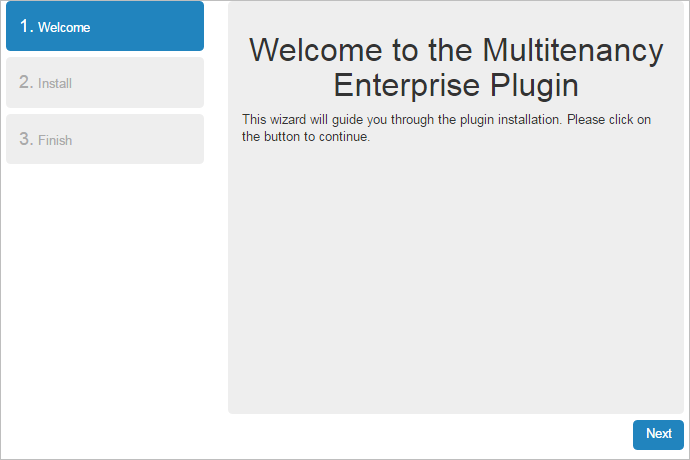 1. Welcome
2. Install
3. Finish
Welcome to the Multitenancy
Enterprise Plugin
This wizard will guide you through the plugin installation. Please click on
the button to continue.
Next